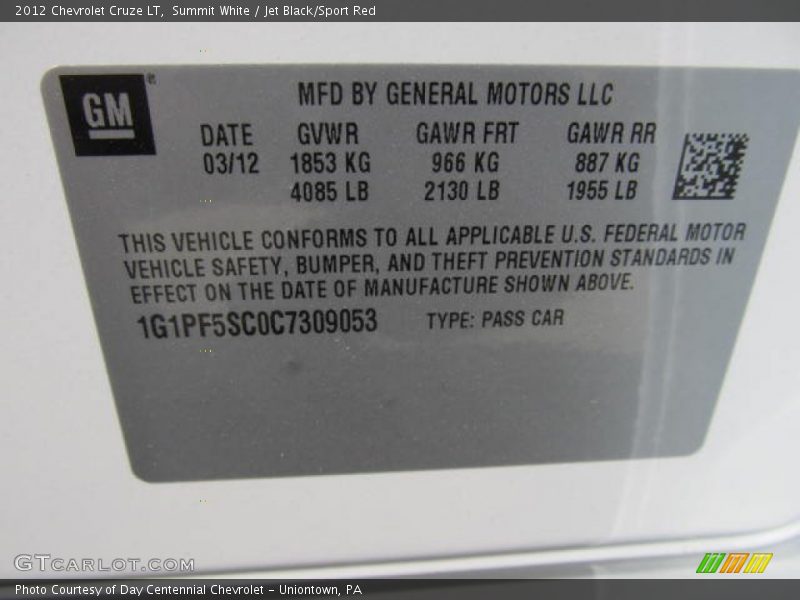 2012 Chevrolet Cruze LT,  Summit White / Jet Black/Sport Red
GM
®
MFD BY GENERAL MOTORS LLC
DATE GVWR GAWR FRT GAWR RR
03/12 1853 KG 966 KG 887 KG
4085 LB 2130 LB 1955 LB
THIS VEHICLE CONFORMS TO ALL APPLICABLE U.S. FEDERAL MOTOR
VEHICLE SAFETY, BUMPER, AND THEFT PREVENTION STANDARDS IN
EFFECT ON THE DATE OF MANUFACTURE SHOWN ABOVE.
1G1PF5SC0C7309053 TYPE: PASS CAR
GTCARLOT.COM
Photo Courtesy of Day Centennial Chevrolet - Uniontown, PA